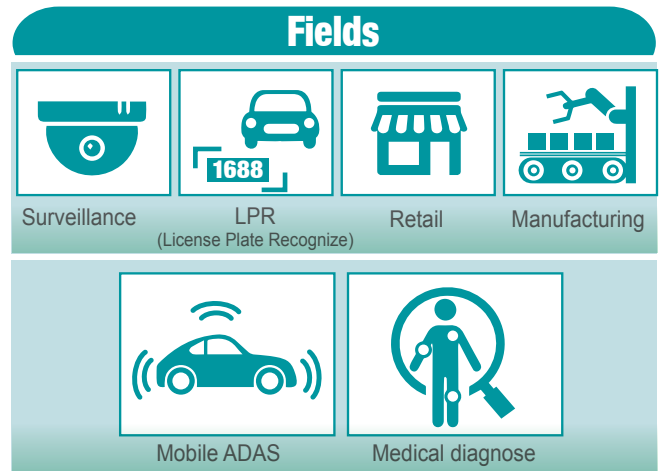 Fields
1688
Surveillance
LPR
(License Plate Recognize)
Retail
Manufacturing
Mobile ADAS
Medical diagnose